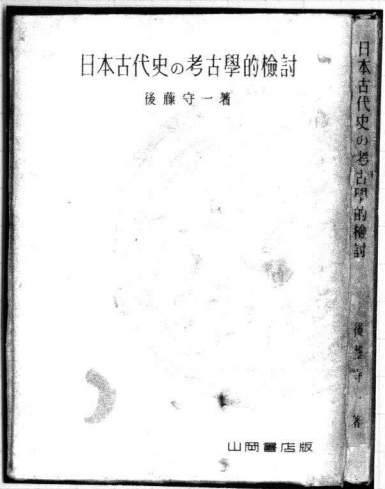 日本古代史の考古學的檢討
後藤守一著
山岡書店版
日本古代史の考古學的檢討
後藤守一著